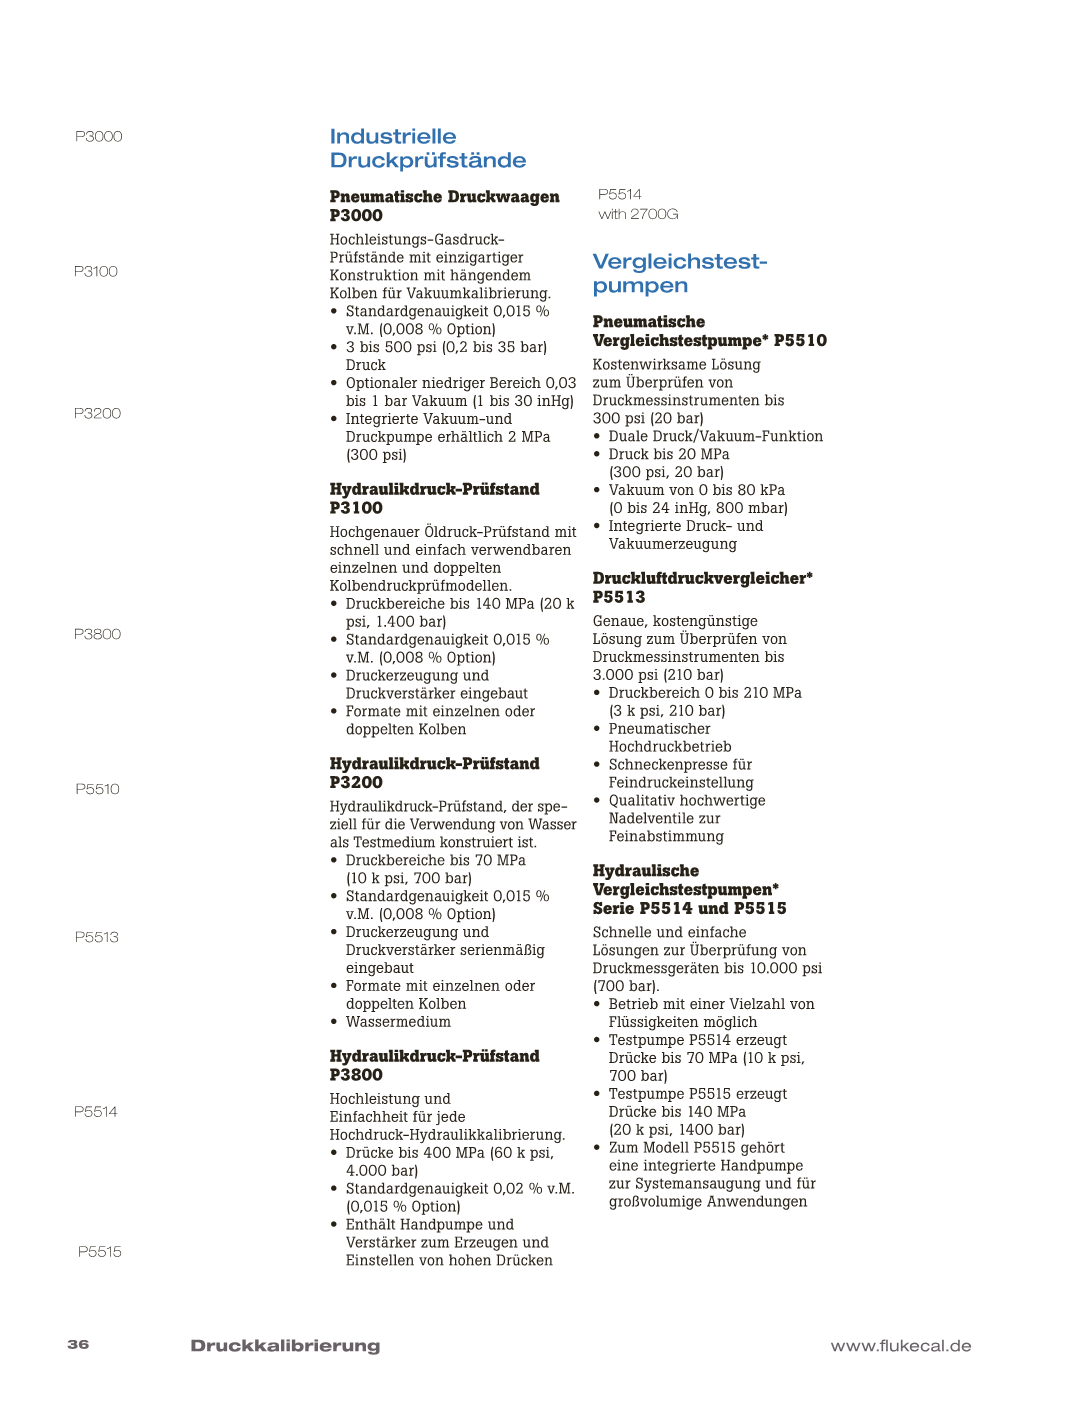 P3000
P3100
P3200
P3800
P5510
P5513
P5514
P5515
Industrielle
Druckprüfstände
Pneumatische Druckwaagen
P3000
Hochleistungs-Gasdruck-
Prüfstände mit einzigartiger
Konstruktion mit hängendem
Kolben für Vakuumkalibrierung.
• Standardgenauigkeit 0,015 %
v.M. (0,008 % Option)
• 3 bis 500 psi (0,2 bis 35 bar)
Druck
• Optionaler niedriger Bereich 0,03
bis 1 bar Vakuum (1 bis 30 inHg)
• Integrierte Vakuum-und
Druckpumpe erhältlich 2 MPa
(300 psi)
Hydraulikdruck-Prüfstand
P3100
Hochgenauer Öldruck-Prüfstand mit
schnell und einfach verwendbaren
einzelnen und doppelten
Kolbendruckprüfmodellen.
• Druckbereiche bis 140 MPa (20 k
psi, 1.400 bar)
• Standardgenauigkeit 0,015 %
v.M. (0,008 % Option)
• Druckerzeugung und
Druckverstärker eingebaut
• Formate mit einzelnen oder
doppelten Kolben
Hydraulikdruck-Prüfstand
P3200
Hydraulikdruck-Prüfstand, der spe-
ziell für die Verwendung von Wasser
als Testmedium konstruiert ist.
• Druckbereiche bis 70 MPa
(10 k psi, 700 bar)
• Standardgenauigkeit 0,015 %
v.M. (0,008 % Option)
• Druckerzeugung und
Druckverstärker serienmäßig
eingebaut
• Formate mit einzelnen oder
doppelten Kolben
• Wassermedium
Hydraulikdruck-Prüfstand
P3800
Hochleistung und
Einfachheit für jede
Hochdruck-Hydraulikkalibrierung.
• Drücke bis 400 MPa (60 k psi,
4.000 bar)
• Standardgenauigkeit 0,02 % v.M.
(0,015 % Option)
• Enthält Handpumpe und
Verstärker zum Erzeugen und
Einstellen von hohen Drücken
P5514
with 2700G
Vergleichstest-
pumpen
Pneumatische
Vergleichstestpumpe* P5510
Kostenwirksame Lösung
zum Überprüfen von
Druckmessinstrumenten bis
300 psi (20 bar)
• Duale Druck/Vakuum-Funktion
• Druck bis 20 MPa
(300 psi, 20 bar)
• Vakuum von 0 bis 80 kPa
(0 bis 24 inHg, 800 mbar)
• Integrierte Druck- und
Vakuumerzeugung
Druckluftdruckvergleicher*
P5513
Genaue, kostengünstige
Lösung zum Überprüfen von
Druckmessinstrumenten bis
3.000 psi (210 bar)
• Druckbereich 0 bis 210 MPa
(3 k psi, 210 bar)
• Pneumatischer
Hochdruckbetrieb
• Schneckenpresse für
Feindruckeinstellung
• Qualitativ hochwertige
Nadelventile zur
Feinabstimmung
Hydraulische
Vergleichstestpumpen*
Serie P5514 und P5515
Schnelle und einfache
Lösungen zur Überprüfung von
Druckmessgeräten bis 10.000 psi
(700 bar).
• Betrieb mit einer Vielzahl von
Flüssigkeiten möglich
• Testpumpe P5514 erzeugt
Drücke bis 70 MPa (10 k psi,
700 bar)
• Testpumpe P5515 erzeugt
Drücke bis 140 MPa
(20 k psi, 1400 bar)
• Zum Modell P5515 gehört
eine integrierte Handpumpe
zur Systemansaugung und für
großvolumige Anwendungen
36 Druckkalibrierung www.flukecal.de